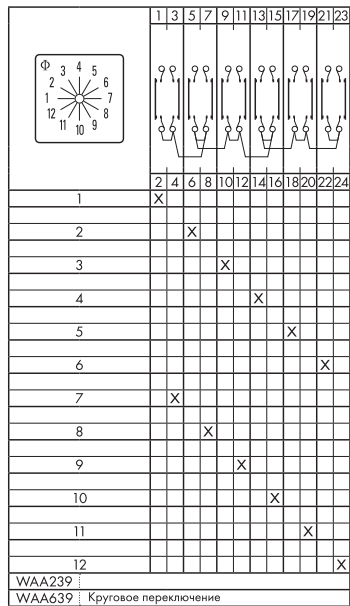 1 3 5 7 9 11 13 15 17 19 21 23
Ф
1 2 3 4 5 6 7 8 9 10 11 12
2 4 6 8 10 12 14 16 18 20 22 24
1 X
2 X
3 X
4 X
5 X
6 X
7 X
8 X
9 X
10 X
11 X
12 X
WAA239
WAA639 Круговое переключение